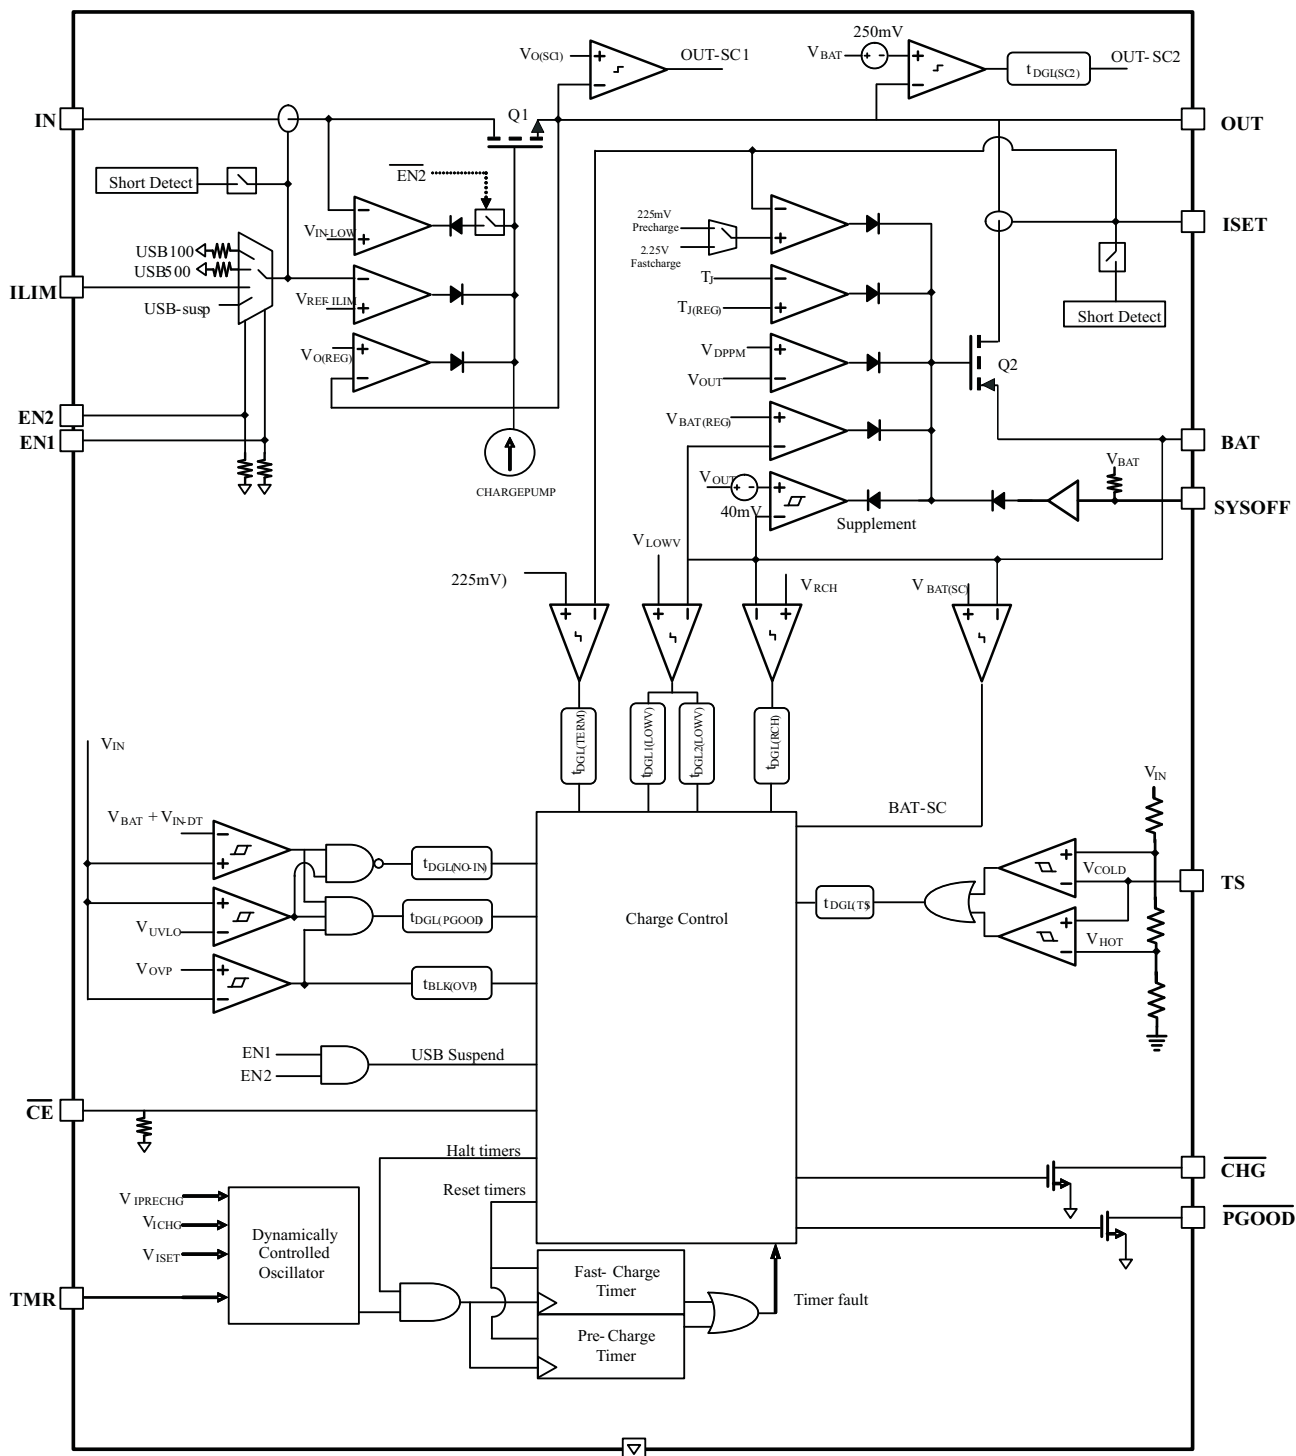 250mV
VO(SC1)
OUT-SC1
VBAT
tDGL(SC2)
OUT-SC2
IN
Q1
OUT
Short Detect
EN2
225mV
Precharge
VIN-LOW
2.25V
Fastcharge
ISET
USB100
USB500
TJ
ILIM
USB-susp
VREF-ILIM
TJ(REG)
Short Detect
VO(REG)
VDPPM
VOUT
Q2
EN2
EN1
VBAT(REG)
BAT
VBAT
CHARGEPUMP
VOUT
40mV
SYSOFF
Supplement
VLOWV
225mV)
VRCH
VBAT(SC)
tDGL(TERM)
tDGL1(LOWV)
tDGL2(LOWV)
tDGL(RCH)
VIN
VIN
BAT-SC
VBAT + VIN-DT
tDGL(NO-IN)
VCOLD
TS
tDGL(TS)
tDGL(PGOOD)
Charge Control
VUVLO
VHOT
VOVP
tBLK(OVP)
EN1
EN2
USB Suspend
CE
Halt timers
CHG
Reset timers
VIPRECHG
VICHG
VISET
PGOOD
Dynamically
Controlled
Oscillator
TMR
Fast-Charge
Timer
Timer fault
Pre-Charge
Timer